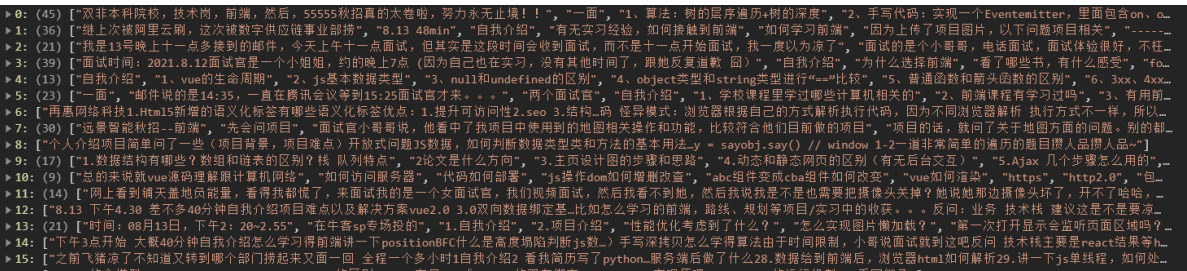 0: (45) ["双非本科院校，技术岗，前端，然后，55555秋招真的太卷啦，努力永无止境！！", "一面", "1、算法：树的层序遍历+树的深度", "2、手写代码：实现一个Eventemitter，里面包含on、o…
1: (36) ["继上次被阿里云刷，这次被数字供应链事业部捞", "8.13 48min", "自我介绍", "有无实习经验，如何接触到前端", "如何学习前端", "因为上传了项目图片，以下问题项目相关", "-----…
2: (21) ["我是13号晚上十一点多接到的邮件，今天上午十一点面试，但其实是这段时间会收到面试，而不是十一点开始面试，我一度以为凉了", "面试的是个小哥哥，电话面试，面试体验很好，不枉…
3: (39) ["面试时间：2021.8.12面试官是一个小姐姐，约的晚上7点（因为自己也在实习，没有其他时间了，跟她反复道歉 囧）", "自我介绍", "为什么选择前端", "看了哪些书，有什么感受", "fo…
4: (13) ["自我介绍", "1、vue的生命周期", "2、js基本数据类型", "3、null和undefined的区别", "4、object类型和string类型进行“==”比较", "5、普通函数和箭头函数的区别", "6、3xx、4xx…
5: (23) ["一面", "邮件说的是14:35，一直在腾讯会议等到15:25面试官才来。。。", "两个面试官", "自我介绍", "1、学校课程里学过哪些计算机相关的", "2、前端课程有学习过吗", "3、有用前…
6: ["再惠网络科技1.Html5新增的语义化标签有哪些语义化标签优点：1.提升可访问性2.seo 3.结构…码 怪异模式：浏览器根据自己的方式解析执行代码，因为不同浏览器解析 执行方式不一样，所以…
7: (30) ["远景智能秋招--前端", "先会问项目", "面试官小哥哥说，他看中了我项目中使用到的地图相关操作和功能，比较符合他们目前做的项目", "项目的话，就问了关于地图方面的问题。别的都…
8: ["个人介绍项目简单问了一些（项目背景，项目难点）开放式问题JS数据，如何判断数据类型类和方法的基本用法…y = sayobj.say() // window 1-2一道非常简单的遍历的题目攒人品攒人品~"]
9: (17) ["1.数据结构有哪些？数组和链表的区别？栈 队列特点", "2论文是什么方向", "3.主页设计图的步骤和思路", "4.动态和静态网页的区别（有无后台交互）", "5.Ajax 几个步骤怎么用的",…
10: (9) ["总的来说就vue源码理解跟计算机网络", "如何访问服务器", "代码如何部署", "js操作dom如何增删改查", "abc组件变成cba组件如何改变", "vue如何渲染", "https", "http2.0", "包…
11: (14) ["网上看到铺天盖地负能量，看得我都慌了，来面试我的是一个女面试官，我们视频面试，然后我看不到她，然后我说我是不是也需要把摄像头关掉？她说她那边摄像头坏了，开不了哈哈，…
12: ["8.13 下午4.30 差不多40分钟自我介绍项目难点以及解决方案vue2.0 3.0双向数据绑定基…比如怎么学习的前端，路线、规划等项目/实习中的收获。。。反问：业务 技术栈 建议这是不是要凉…
13: (21) ["时间：08月13日，下午2：20~2.55", "在牛客sp专场投的", "1.自我介绍", "2.项目介绍", "性能优化考虑到了什么？", "怎么实现图片懒加载？", "第一次打开显示会监听页面区域吗？…
14: ["下午3点开始 大概40分钟自我介绍怎么学习得前端讲一下positionBFC什么是高度塌陷判断js数…）手写深拷贝怎么学得算法由于时间限制，小哥说面试就到这吧反问 技术栈主要是react结果等h…
15: ["之前飞猪凉了不知道又转到哪个部门捞起来又面一回 全程一个多小时1自我介绍2 看我简历写了python…服务端后做了什么28.数据给到前端后，浏览器html如何解析29.讲一下js单线程，如何处…